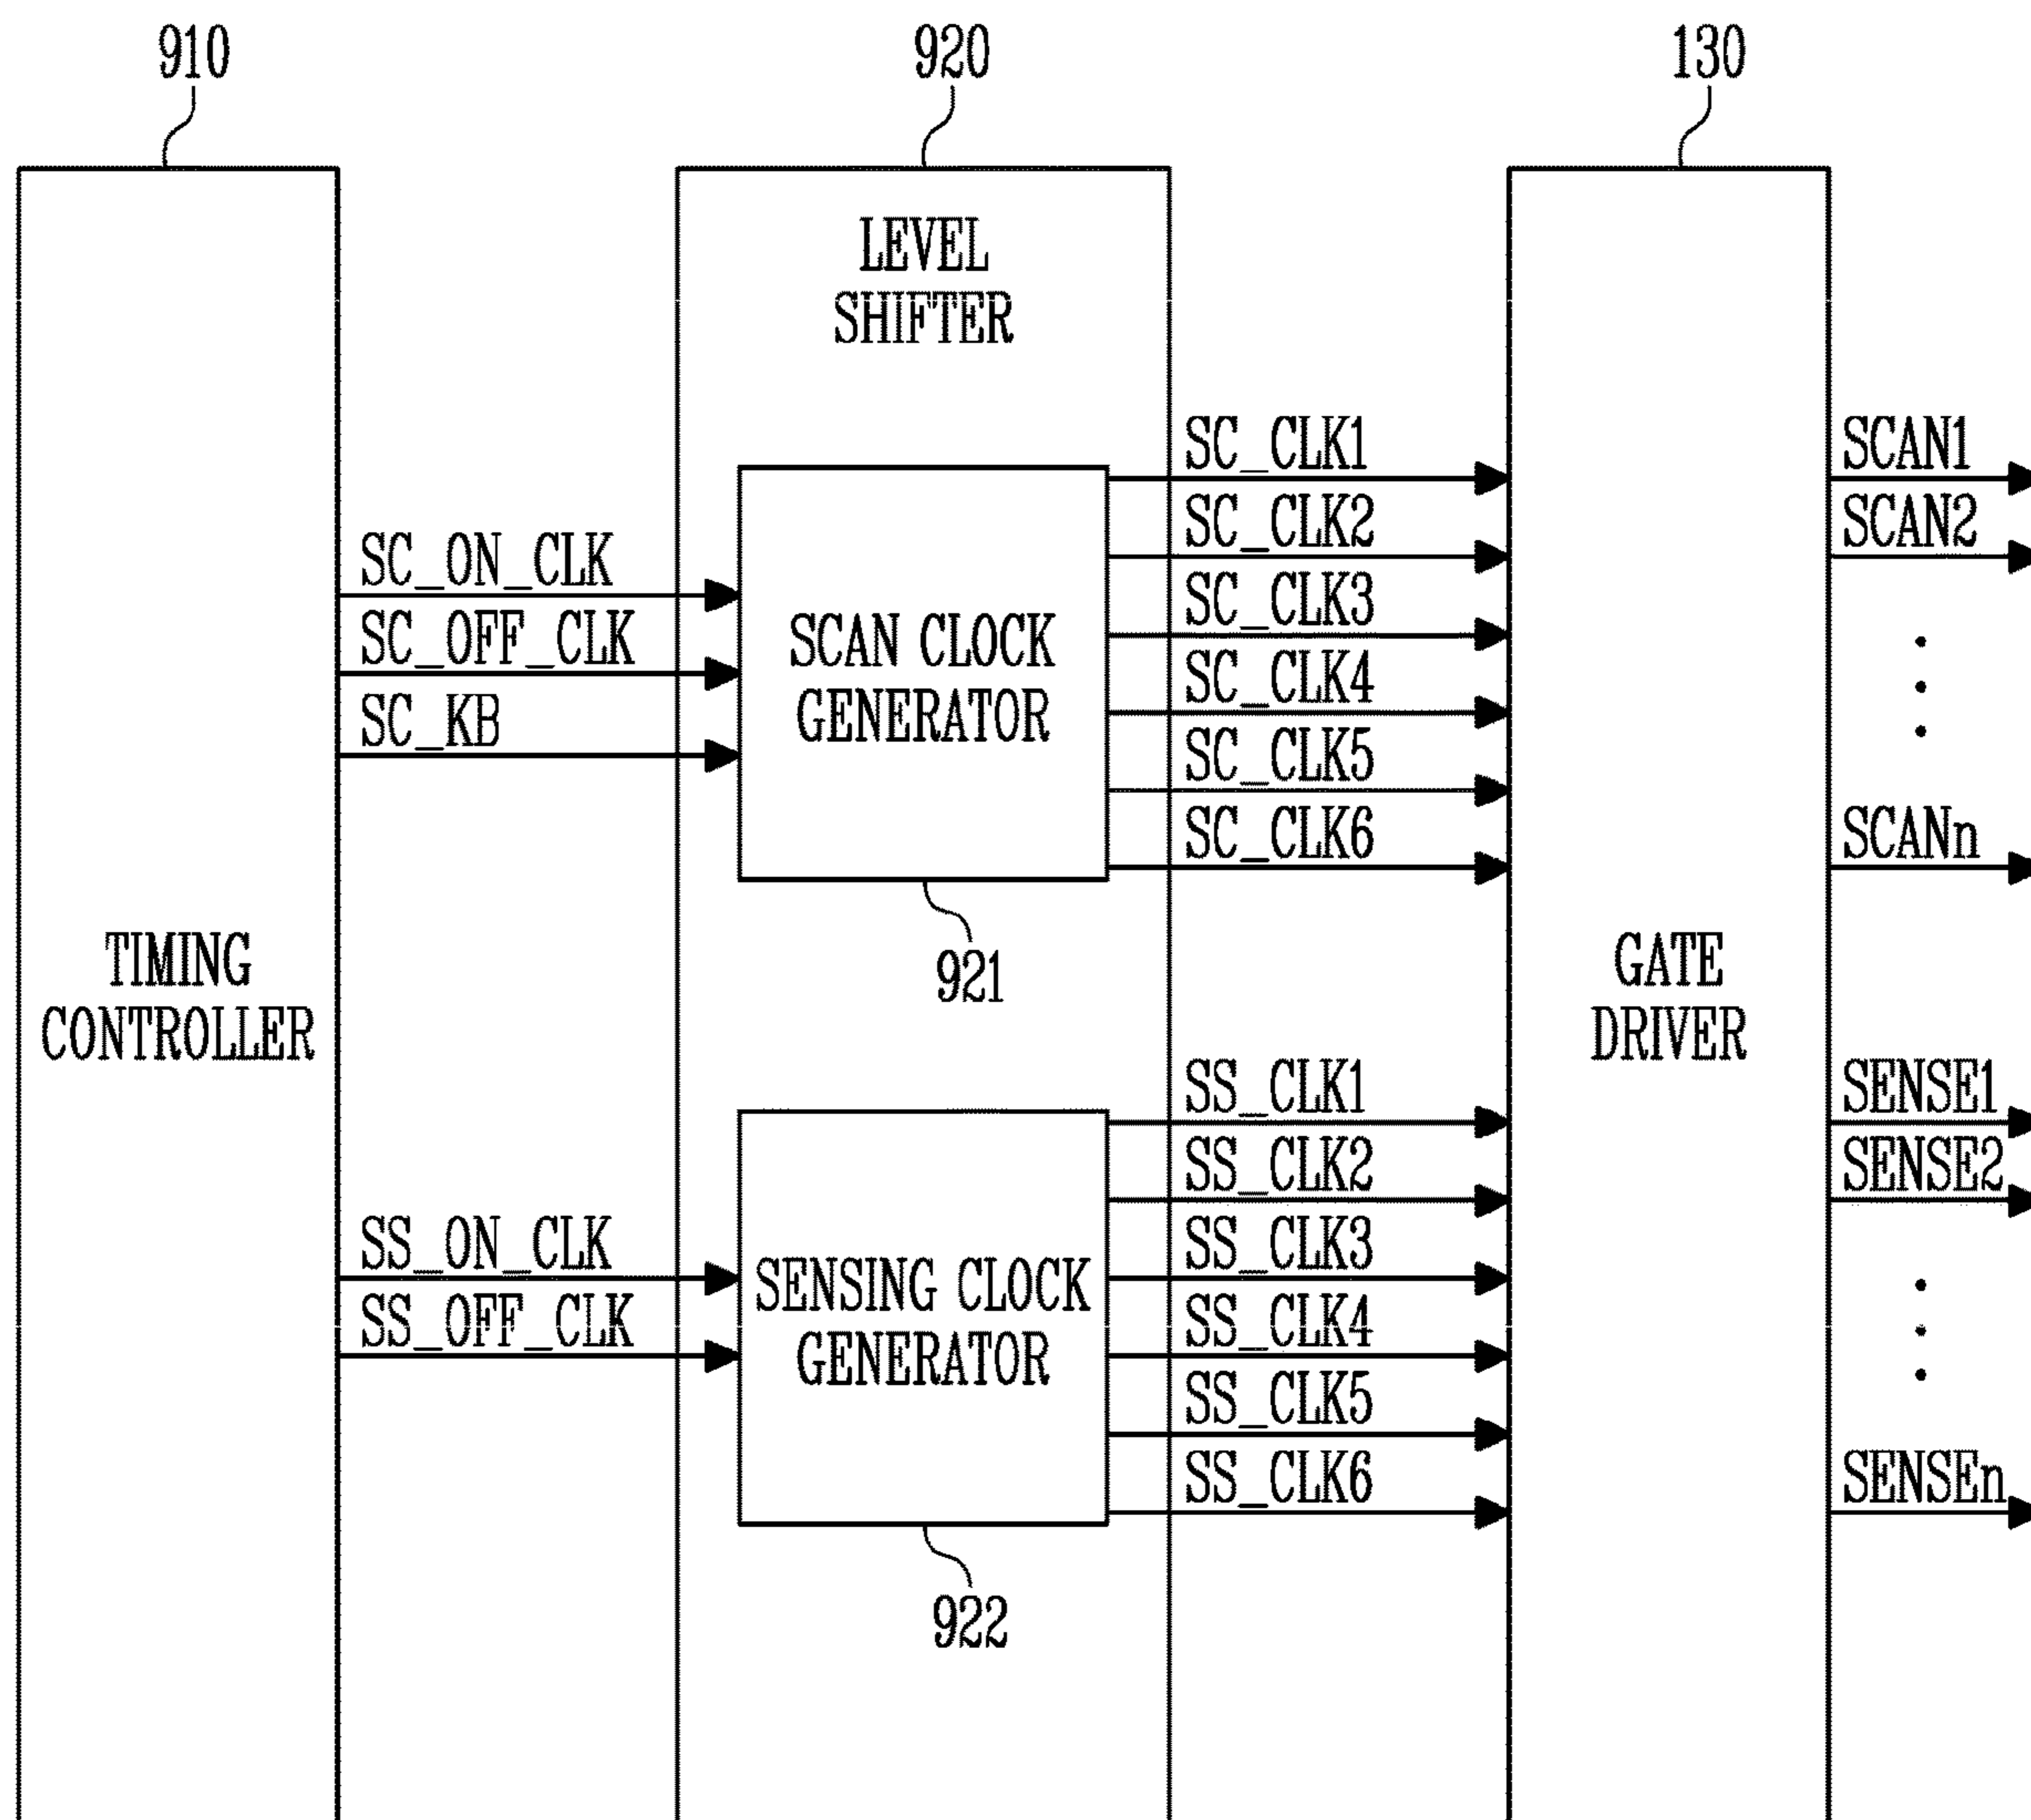 910
920
130
LEVEL
SHIFTER
SC_CLK1
SCAN1
SC_CLK2
SCAN2
SC_ON_CLK
SC_CLK3
SC_OFF_CLK
SCAN CLOCK
GENERATOR
SC_CLK4
SC_KB
SC_CLK5
SC_CLK6
SCANn
921
TIMING
CONTROLLER
GATE
DRIVER
SS_CLK1
SENSE1
SS_CLK2
SENSE2
SS_ON_CLK
SS_CLK3
SENSING CLOCK
GENERATOR
SS_OFF_CLK
SS_CLK4
SS_CLK5
SS_CLK6
SENSEn
922